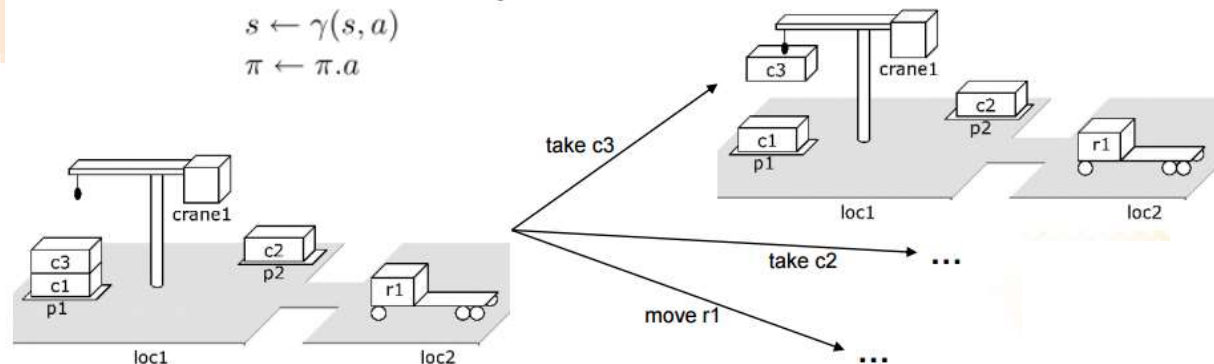 s ← γ(s, a)
π ← π.a
c3
crane1
c1
p1
c2
p2
r1
loc1
loc2
take c3
take c2
...
move r1
...
crane1
c3
c1
p1
c2
p2
r1
loc1
loc2